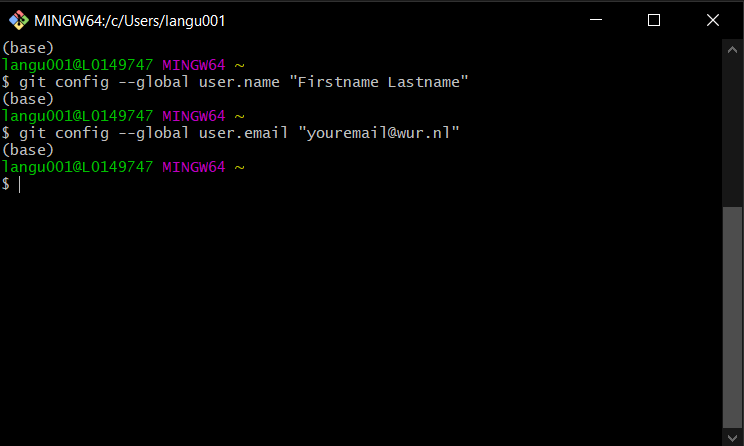 MINGW64:/c/Users/langu001
(base)
langu001@L0149747 MINGW64 ~
$ git config --global user.name "Firstname Lastname"
(base)
langu001@L0149747 MINGW64 ~
$ git config --global user.email "youremail@wur.nl"
(base)
langu001@L0149747 MINGW64 ~
$